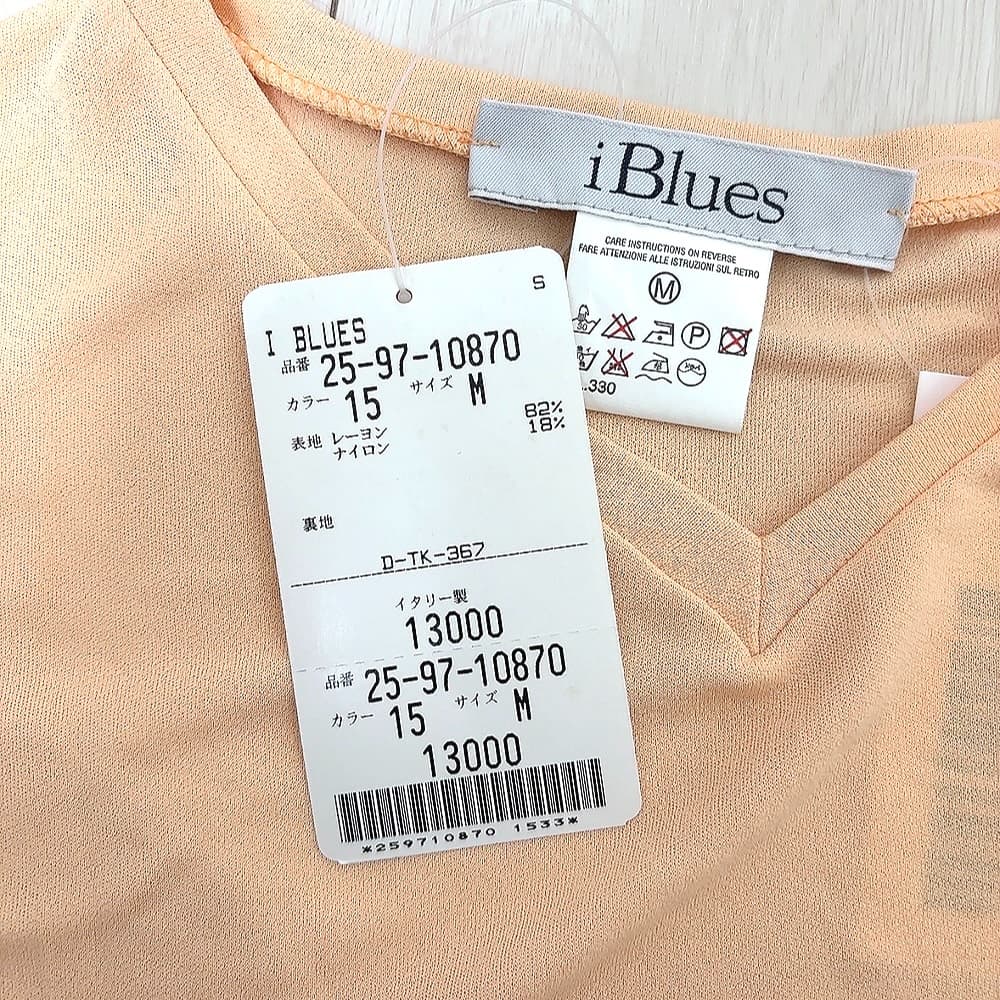 iBlues
CARE INSTRUCTIONS ON REVERSE
FARE ATTENZIONE ALLE ISTRUZIONI SUL RETRO
M
P
.330
S
I BLUES
品番 25-97-10870
カラー 15 サイズ M
表地 レーヨン 82%
ナイロン 18%
裏地
D-TK-367
イタリー製
13000
品番 25-97-10870
カラー 15 サイズ M
13000
*259710870 1533*